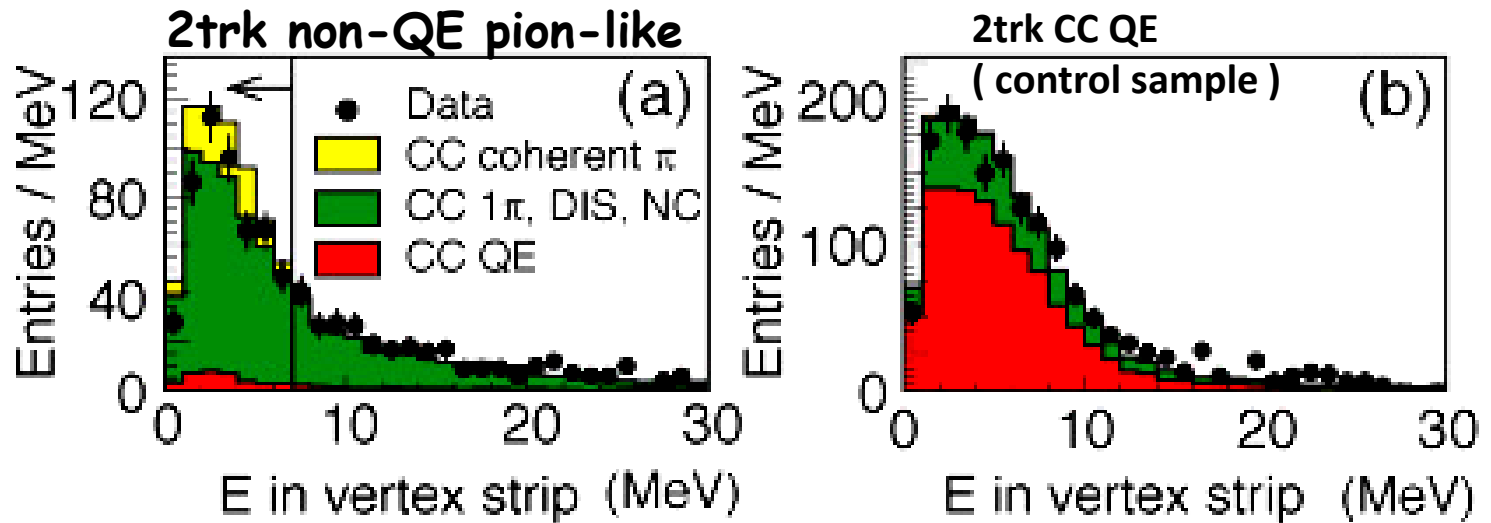 2trk non-QE pion-like
(a)
Data
CC coherent π
CC 1π, DIS, NC
CC QE
Entries / MeV
120
80
40
0
0 10 20 30
E in vertex strip (MeV)
2trk CC QE
( control sample )
(b)
Entries / MeV
200
100
0
0 10 20 30
E in vertex strip (MeV)